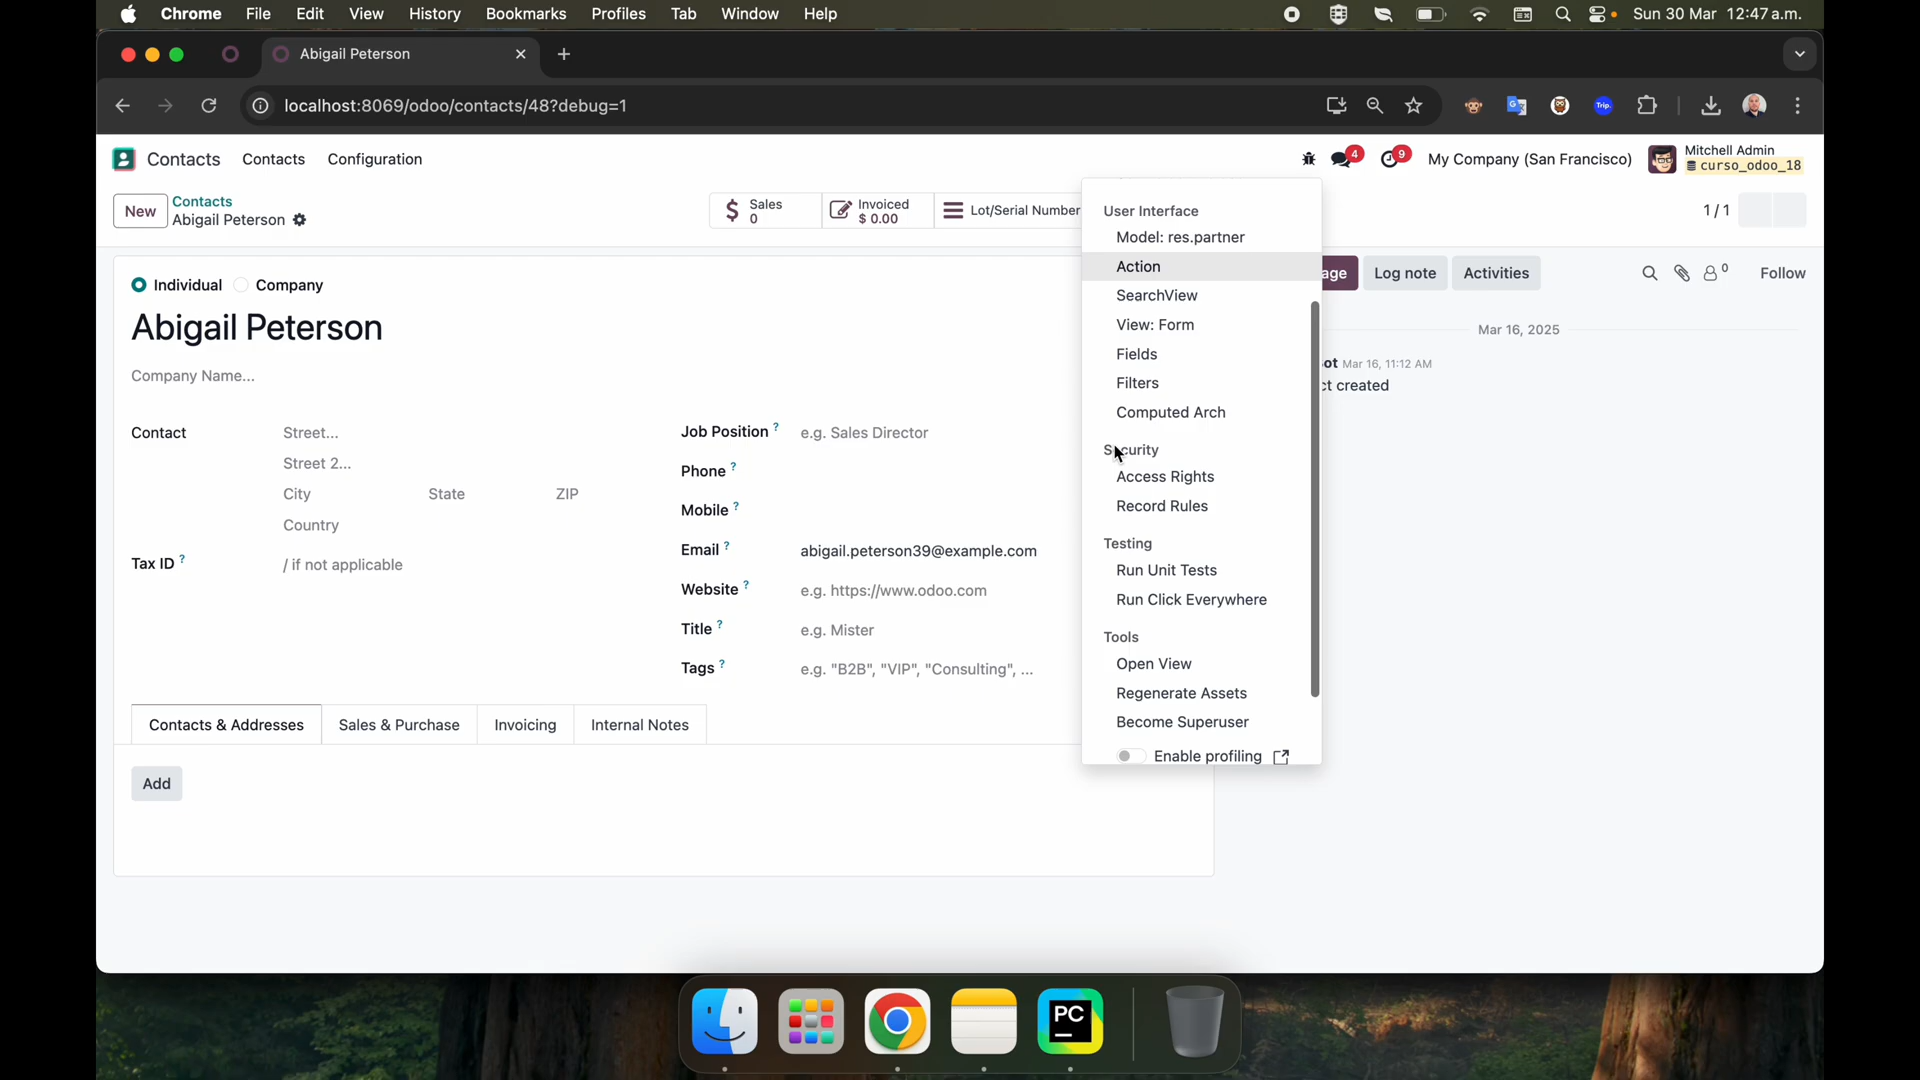 Chrome File Edit View History Bookmarks Profiles Tab Window Help
Sun 30 Mar 12:47 a.m.
Abigail Peterson
localhost:8069/odoo/contacts/48?debug=1
Trip.
Contacts Contacts Configuration
4
9
My Company (San Francisco)
Mitchell Admin
curso_odoo_18
New
Contacts
Abigail Peterson
Sales
0
Invoiced
$ 0.00
Lot/Serial Number
1 / 1
Individual
Company
Abigail Peterson
Company Name...
Contact
Street...
Street 2...
City
State
ZIP
Country
Tax ID ?
/ if not applicable
Job Position ?
e.g. Sales Director
Phone ?
Mobile ?
Email ?
abigail.peterson39@example.com
Website ?
e.g. https://www.odoo.com
Title ?
e.g. Mister
Tags ?
e.g. "B2B", "VIP", "Consulting", ...
Contacts & Addresses
Sales & Purchase
Invoicing
Internal Notes
Add
User Interface
Model: res.partner
Action
SearchView
View: Form
Fields
Filters
Computed Arch
Security
Access Rights
Record Rules
Testing
Run Unit Tests
Run Click Everywhere
Tools
Open View
Regenerate Assets
Become Superuser
Enable profiling
age
Log note
Activities
0
Follow
Mar 16, 2025
ot Mar 16, 11:12 AM
ct created
PC